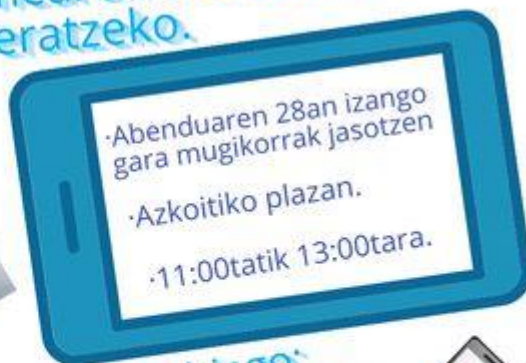 eratzeko.
·Abenduaren 28an izango
gara mugikorrak jasotzen
·Azkoitiko plazan.
·11:00tatik 13:00tara.